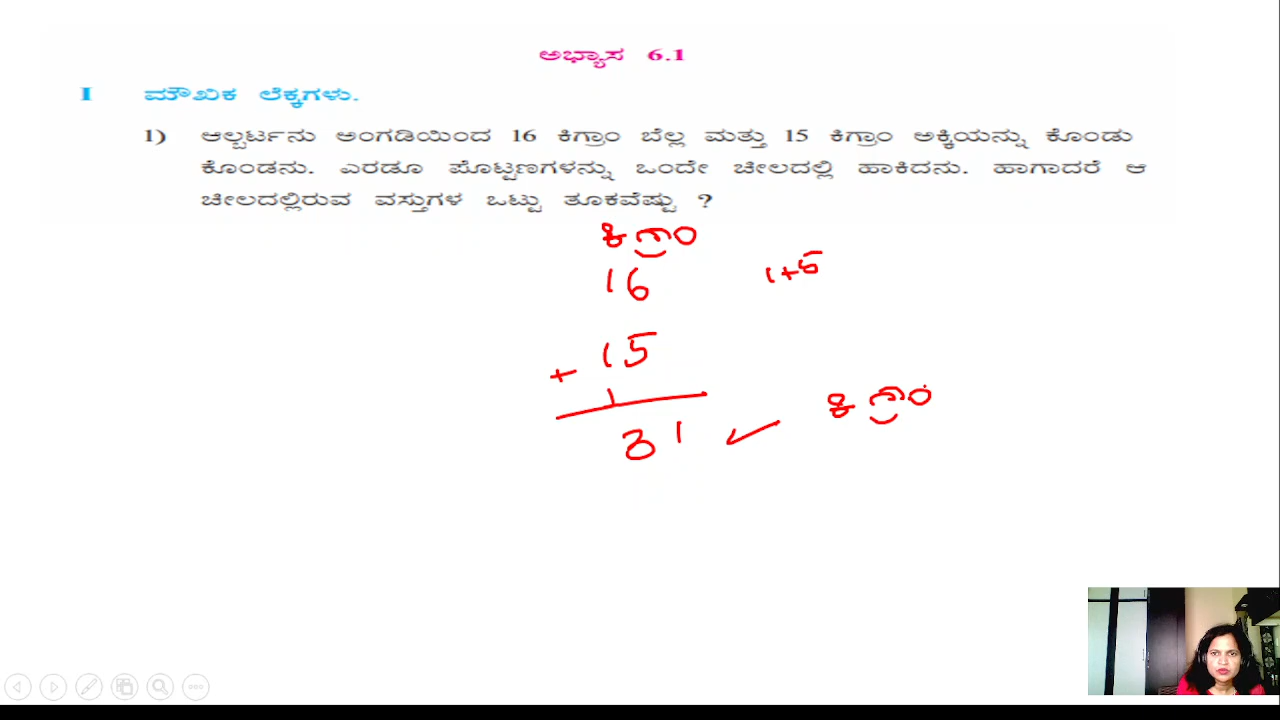 ಅಭ್ಯಾಸ 6.1
I ಮೌಖಿಕ ಲೆಕ್ಕಗಳು.
1) ಆಲ್ಬರ್ಟನು ಅಂಗಡಿಯಿಂದ 16 ಕಿಗ್ರಾಂ ಬೆಲ್ಲ ಮತ್ತು 15 ಕಿಗ್ರಾಂ ಅಕ್ಕಿಯನ್ನು ಕೊಂಡು
ಕೊಂಡನು. ಎರಡೂ ಪೊಟ್ಟಣಗಳನ್ನು ಒಂದೇ ಚೀಲದಲ್ಲಿ ಹಾಕಿದನು. ಹಾಗಾದರೆ ಆ
ಚೀಲದಲ್ಲಿರುವ ವಸ್ತುಗಳ ಒಟ್ಟು ತೂಕವೆಷ್ಟು ?
ಕಿಗ್ರಾಂ
16 1+5
+ 15
1
31 ✓ ಕಿಗ್ರಾಂ